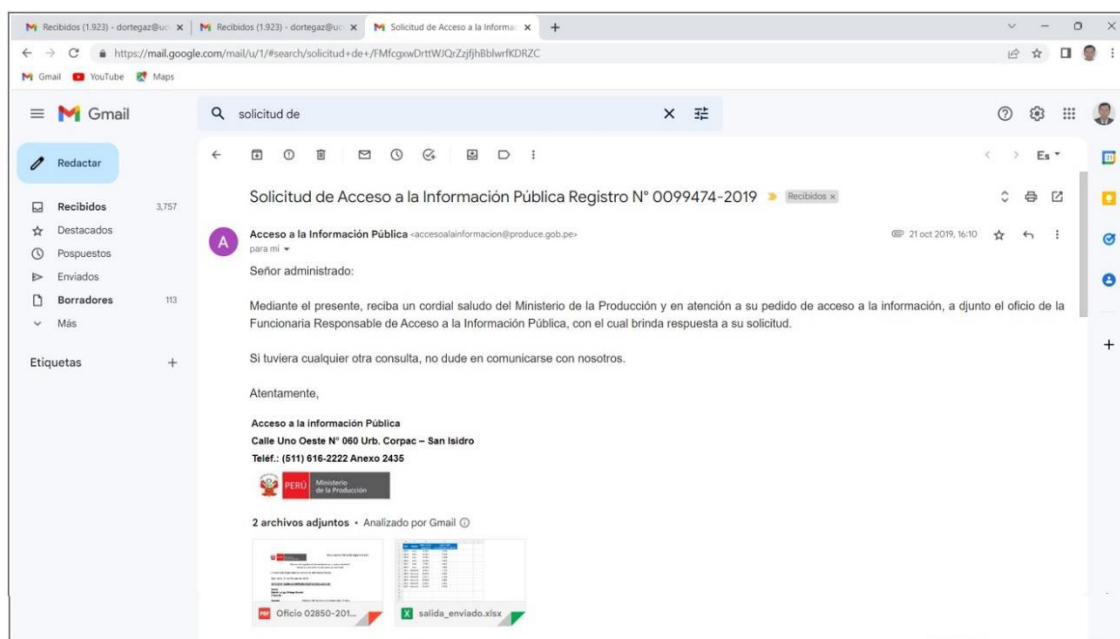 Recibidos (1.923) - dortegaz@uc
Recibidos (1.923) - dortegaz@uc
Solicitud de Acceso a la Informac
https://mail.google.com/mail/u/1/#search/solicitud+de+/FMfcgxwDrttWJQrZzjfjhBblwrfKDRZC
Gmail YouTube Maps
Gmail
solicitud de
Redactar
Es
Recibidos 3,757
Destacados
Pospuestos
Enviados
Borradores 113
Más
Etiquetas
Solicitud de Acceso a la Información Pública Registro N° 0099474-2019 Recibidos x
A
Acceso a la Información Pública <accesoalainformacion@produce.gob.pe> 21 oct 2019, 16:10
para mi
Señor administrado:
Mediante el presente, reciba un cordial saludo del Ministerio de la Producción y en atención a su pedido de acceso a la información, a djunto el oficio de la
Funcionaria Responsable de Acceso a la Información Pública, con el cual brinda respuesta a su solicitud.
Si tuviera cualquier otra consulta, no dude en comunicarse con nosotros.
Atentamente,
Acceso a la información Pública
Calle Uno Oeste N° 060 Urb. Corpac – San Isidro
Teléf.: (511) 616-2222 Anexo 2435
PERÚ Ministerio
de la Producción
2 archivos adjuntos • Analizado por Gmail
PDF Oficio 02850-201...
X salida_enviado.xlsx